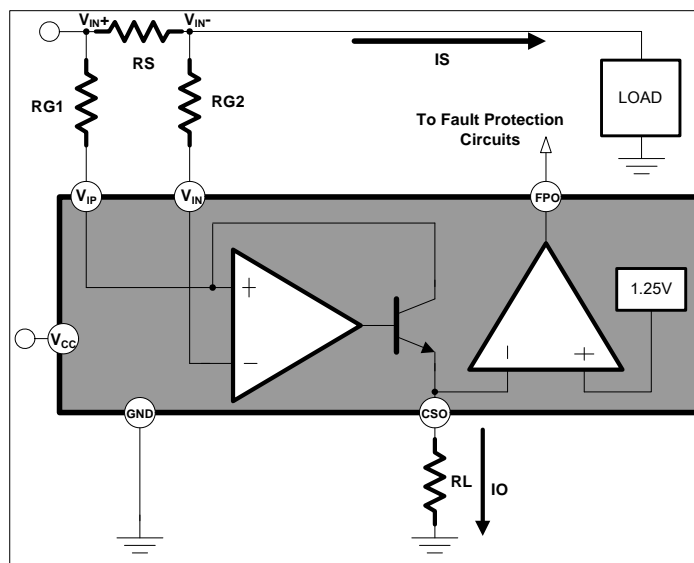 VIN+
VIN-
RS
IS
RG1
RG2
LOAD
To Fault Protection
Circuits
VIP
VIN
FPO
+
−
1.25V
VCC
−
+
GND
CSO
RL
IO